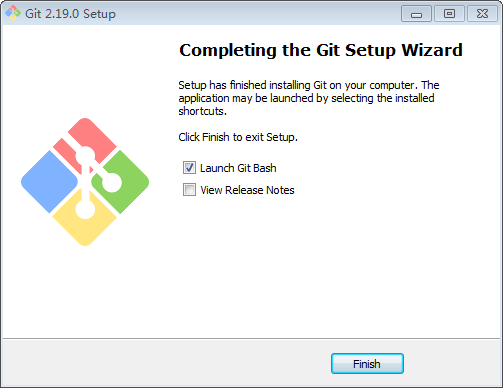 Git 2.19.0 Setup
Completing the Git Setup Wizard
Setup has finished installing Git on your computer. The
application may be launched by selecting the installed
shortcuts.
Click Finish to exit Setup.
Launch Git Bash
View Release Notes
Finish